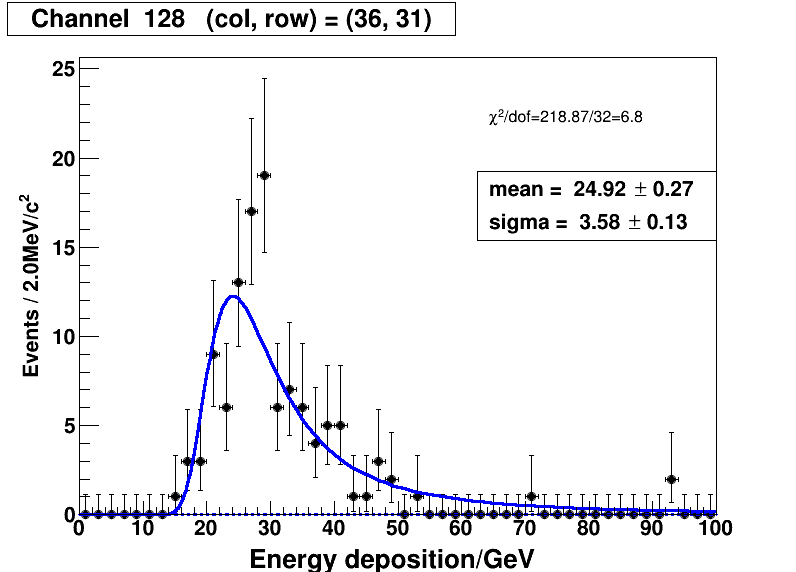 Channel 128 (col, row) = (36, 31)
25
20
15
10
5
0
Events / 2.0MeV/c²
χ²/dof=218.87/32=6.8
mean = 24.92 ± 0.27
sigma = 3.58 ± 0.13
0 10 20 30 40 50 60 70 80 90 100
Energy deposition/GeV